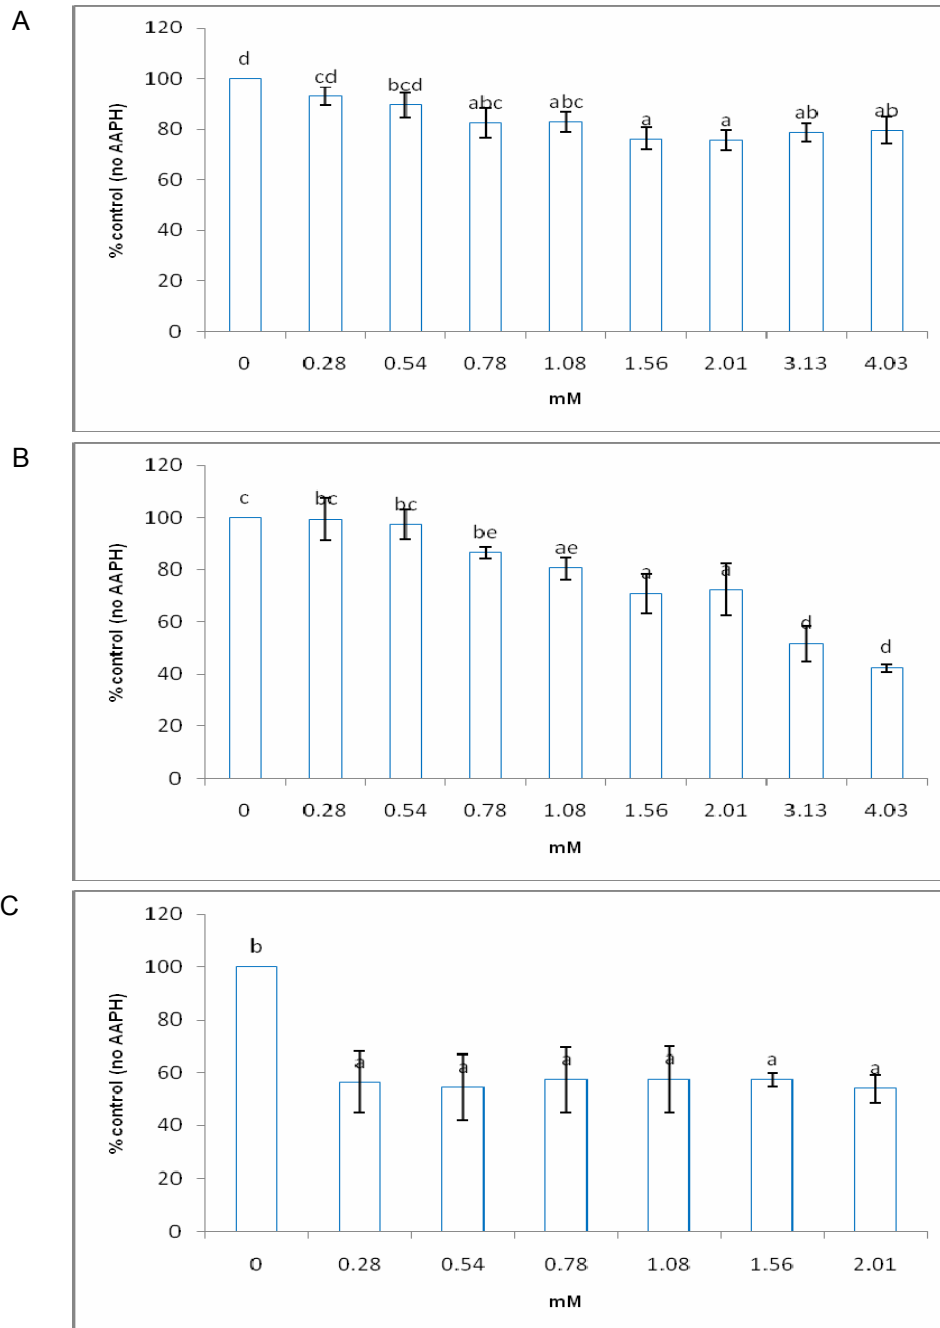 A
120
d
100
cd
bcd
abc
abc
a
a
ab
ab
80
60
40
20
0
%control (no AAPH)
0 0.28 0.54 0.78 1.08 1.56 2.01 3.13 4.03
mM
B
120
c
bc
bc
100
be
ae
a
a
80
60
d
d
40
20
0
%control (no AAPH)
0 0.28 0.54 0.78 1.08 1.56 2.01 3.13 4.03
mM
C
120
b
100
80
a
a
a
a
a
a
60
40
20
0
%control (no AAPH)
0 0.28 0.54 0.78 1.08 1.56 2.01
mM